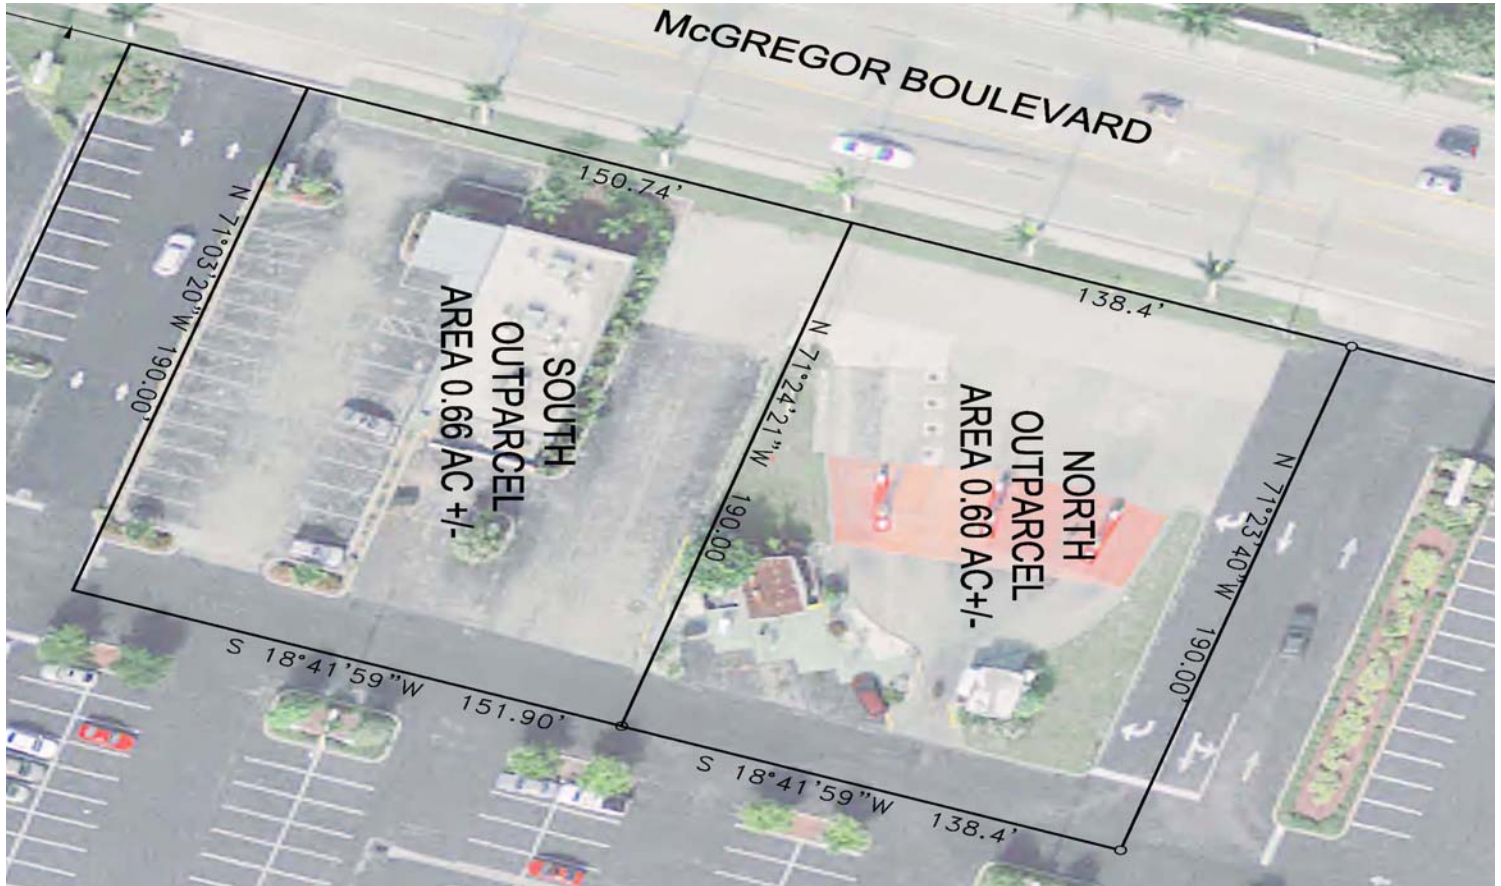 McGREGOR BOULEVARD
150.74'
138.4'
N 71°03'20"W 190.00'
SOUTH
OUTPARCEL
AREA 0.66 AC +/-
N 71°24'21"W 190.00
NORTH
OUTPARCEL
AREA 0.60 AC+/-
N 71°23'40"W 190.00'
S 18°41'59"W 151.90'
S 18°41'59"W 138.4'